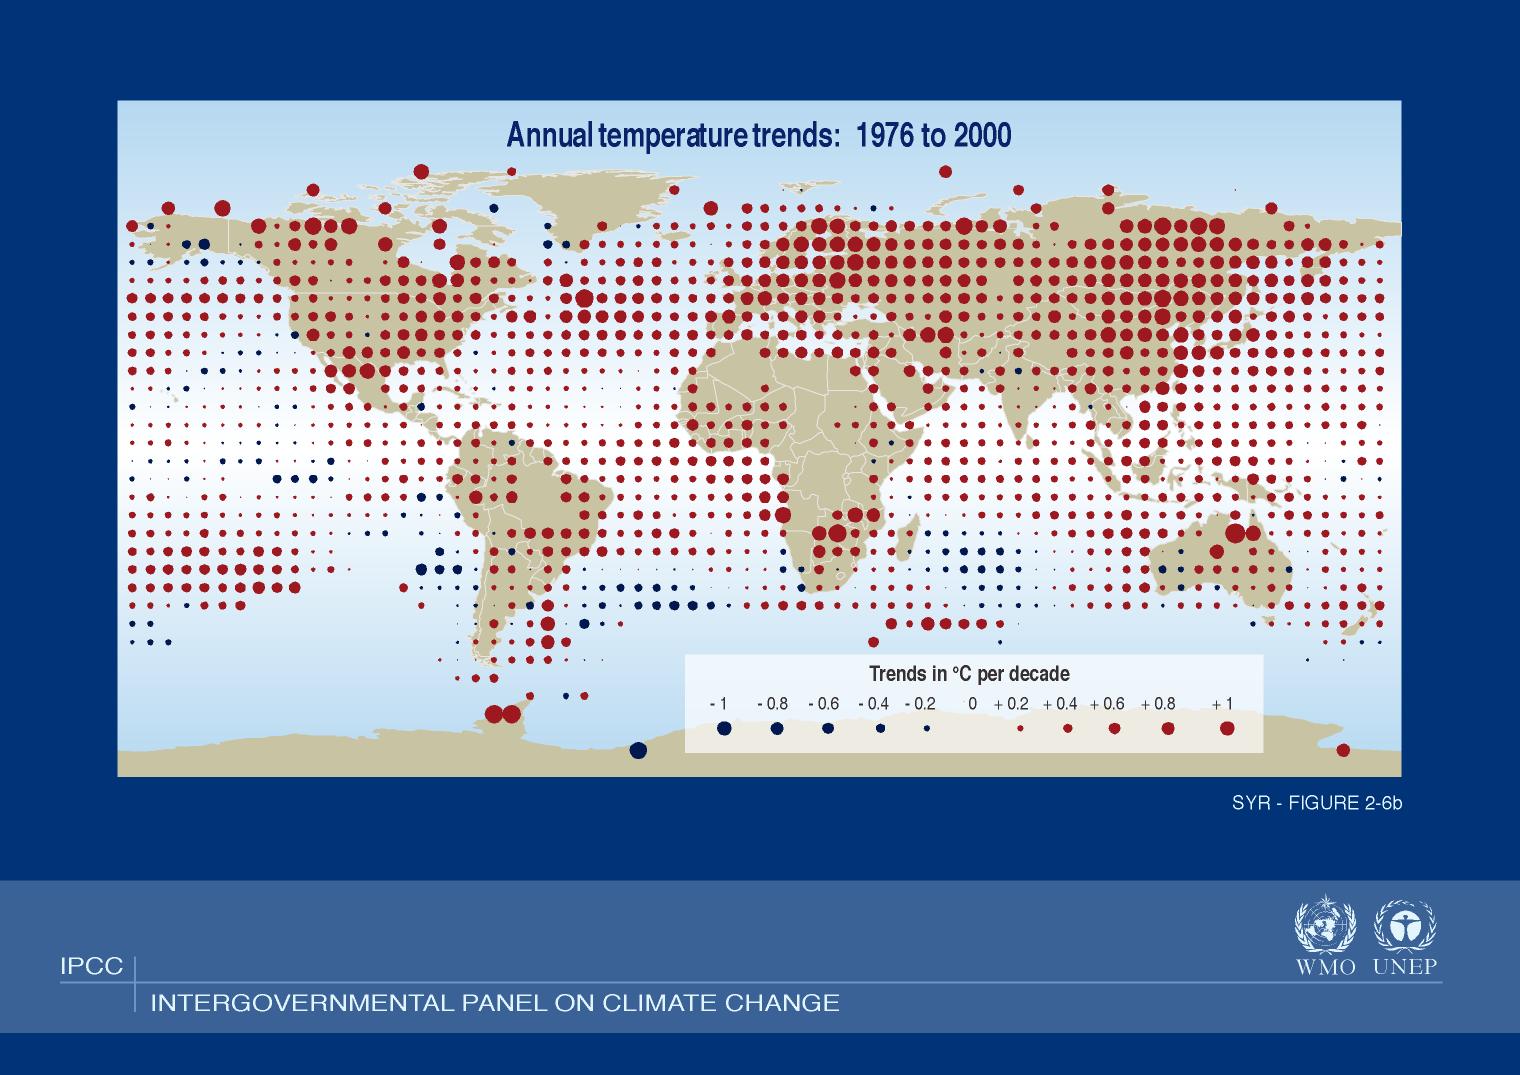 Annual temperature trends: 1976 to 2000
Trends in °C per decade
- 1 - 0.8 - 0.6 - 0.4 - 0.2 0 + 0.2 + 0.4 + 0.6 + 0.8 + 1
SYR - FIGURE 2-6b
WMO UNEP
IPCC
INTERGOVERNMENTAL PANEL ON CLIMATE CHANGE